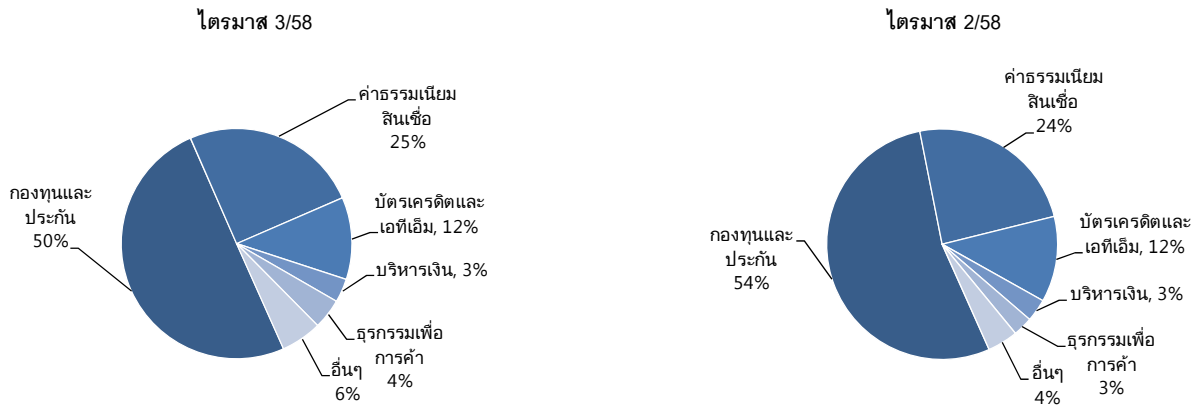 ไตรมาส 3/58
ค่าธรรมเนียม
สินเชื่อ
25%
กองทุนและ
ประกัน
50%
บัตรเครดิตและ
เอทีเอ็ม, 12%
บริหารเงิน, 3%
ธุรกรรมเพื่อ
การค้า
4%
อื่นๆ
6%
ไตรมาส 2/58
ค่าธรรมเนียม
สินเชื่อ
24%
กองทุนและ
ประกัน
54%
บัตรเครดิตและ
เอทีเอ็ม, 12%
บริหารเงิน, 3%
ธุรกรรมเพื่อ
การค้า
3%
อื่นๆ
4%